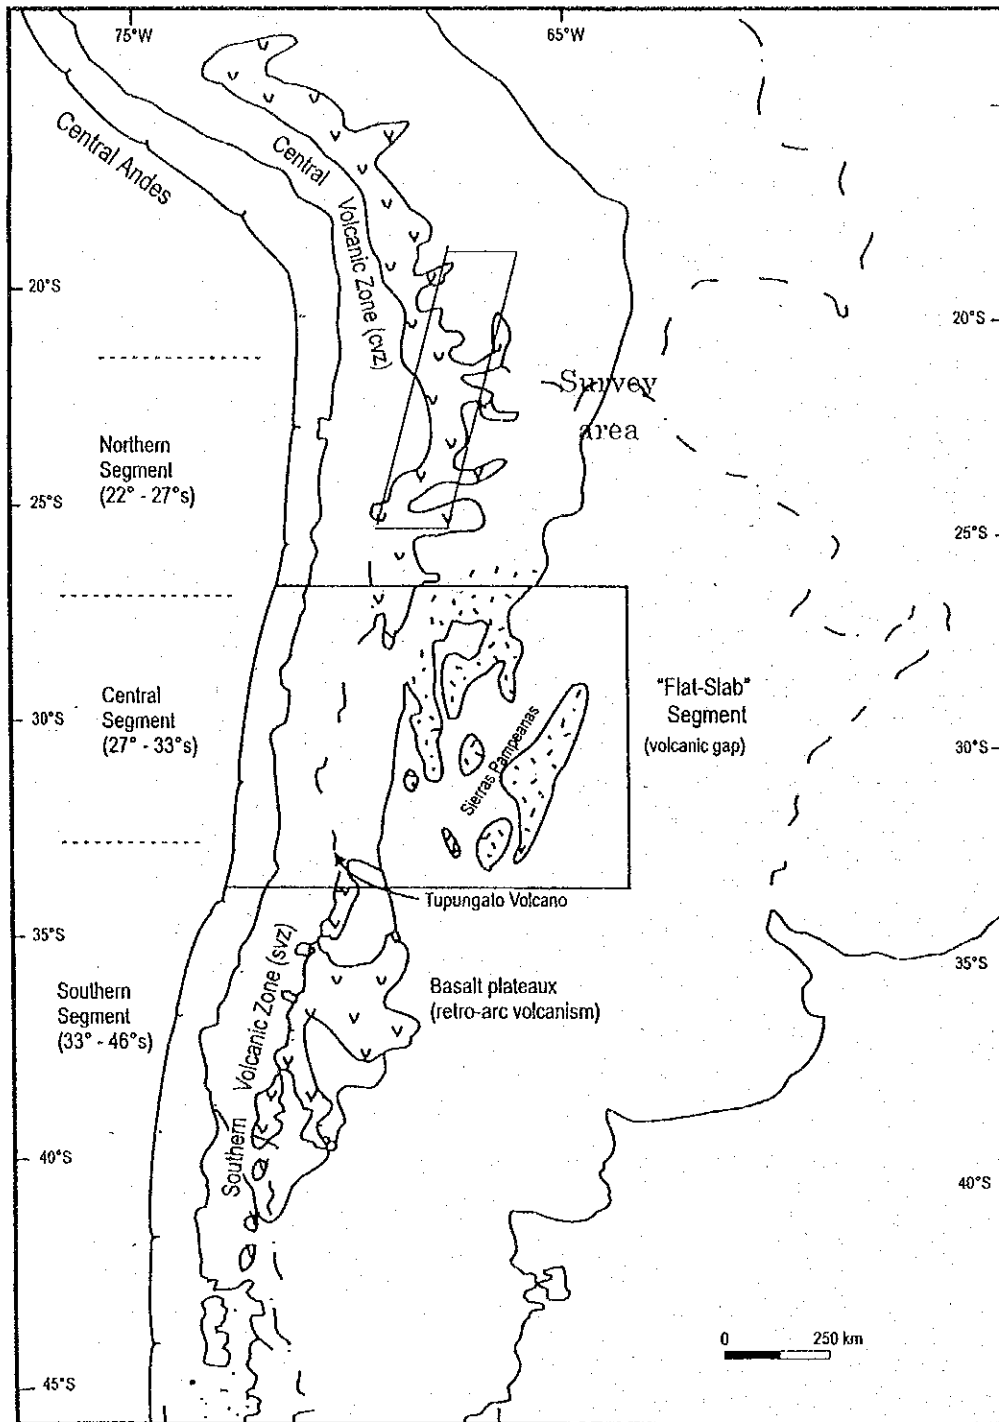 75°W
65°W
Central Andes
Central
Volcanic Zone (cvz)
20°S
20°S
Survey
area
Northern
Segment
(22° - 27°s)
25°S
25°S
Central
Segment
(27° - 33°s)
30°S
"Flat-Slab"
Segment
(volcanic gap)
30°S
Sierras Pampeanas
Tupungato Volcano
35°S
35°S
Southern
Segment
(33° - 46°s)
Basalt plateaux
(retro-arc volcanism)
Southern
Volcanic Zone (svz)
40°S
40°S
0 250 km
45°S